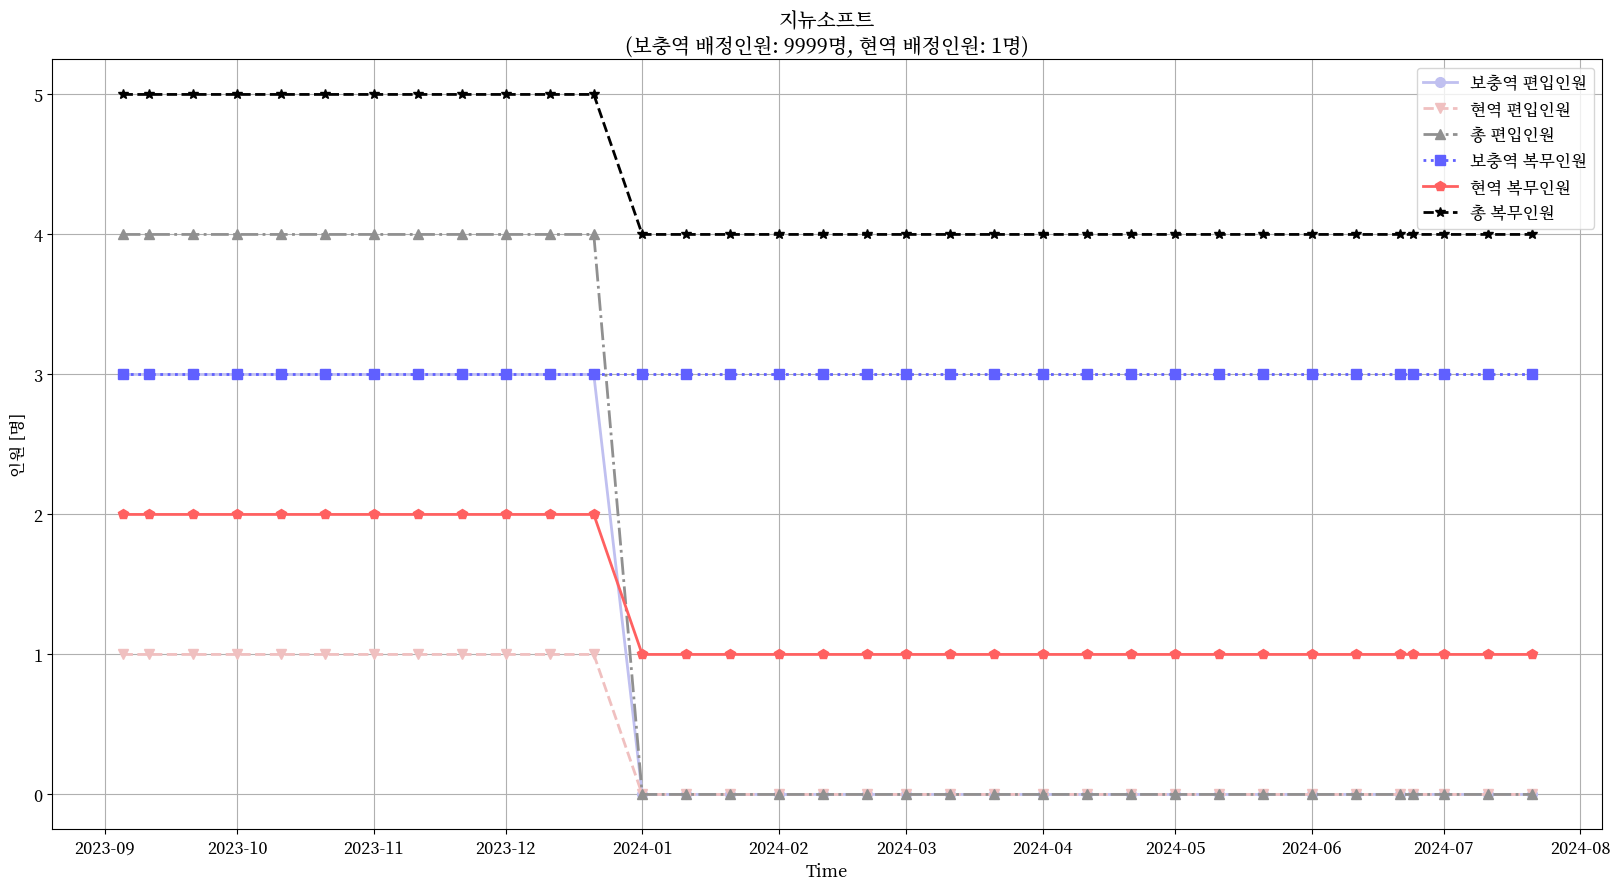 지뉴소프트
(보충역 배정인원: 9999명, 현역 배정인원: 1명)
보충역 편입인원
현역 편입인원
총 편입인원
보충역 복무인원
현역 복무인원
총 복무인원
인원 [명]
5
4
3
2
1
0
2023-09 2023-10 2023-11 2023-12 2024-01 2024-02 2024-03 2024-04 2024-05 2024-06 2024-07 2024-08
Time